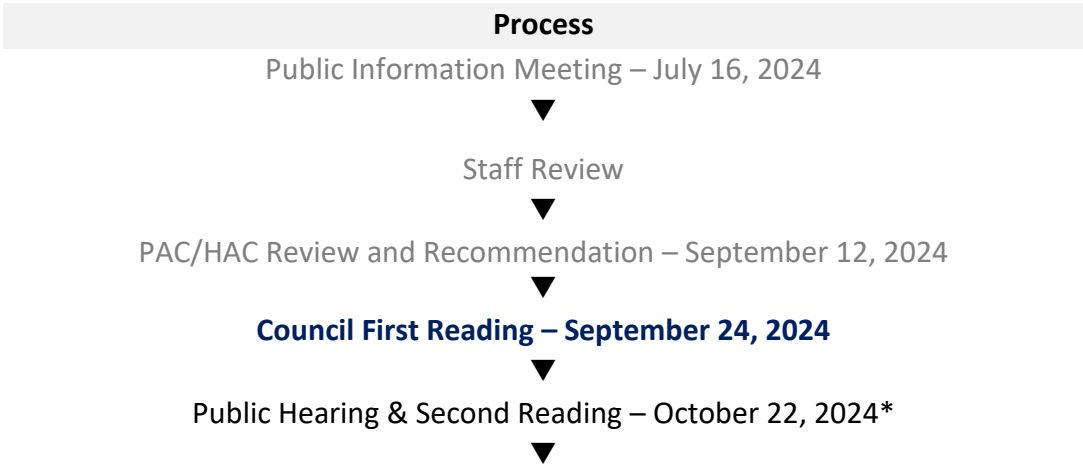 Process
Public Information Meeting – July 16, 2024
▼
Staff Review
▼
PAC/HAC Review and Recommendation – September 12, 2024
▼
Council First Reading – September 24, 2024
▼
Public Hearing & Second Reading – October 22, 2024*
▼